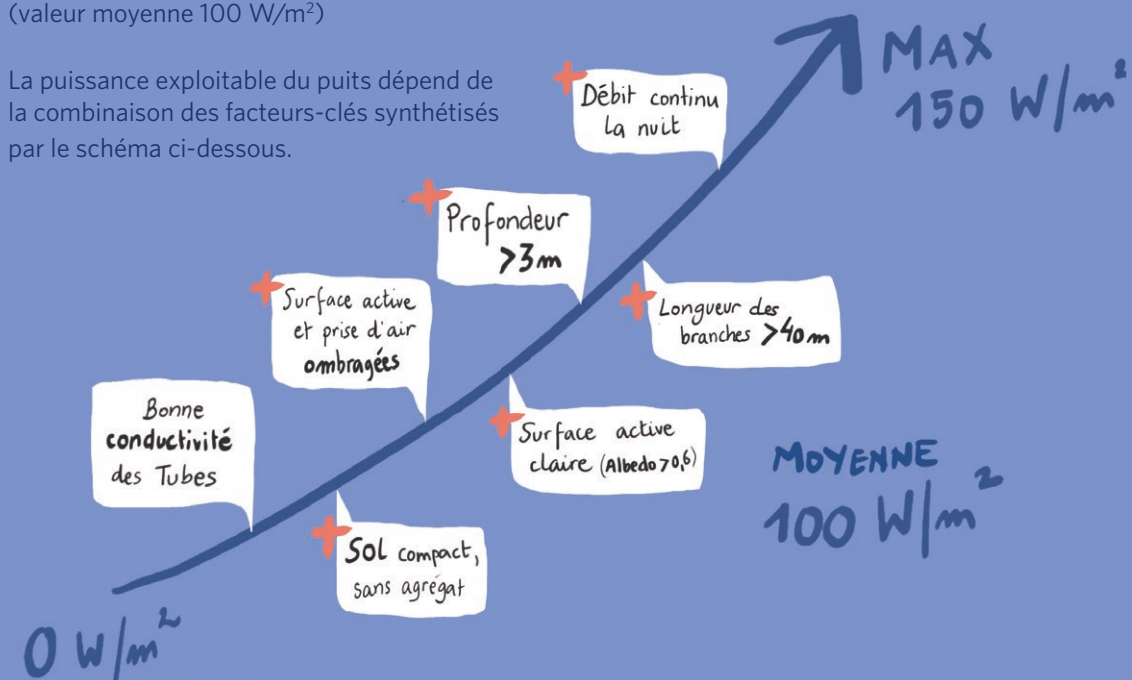 (valeur moyenne 100 W/m²)
La puissance exploitable du puits dépend de
la combinaison des facteurs-clés synthétisés
par le schéma ci-dessous.
MAX
150 W/m²
Débit continu
la nuit
Profondeur
>3m
Longueur des
branches >40m
Surface active
et prise d'air
ombragées
Surface active
claire (Albedo >0,6)
Bonne
conductivité
des Tubes
Sol compact,
sans agrégat
MOYENNE
100 W/m²
0 W/m²